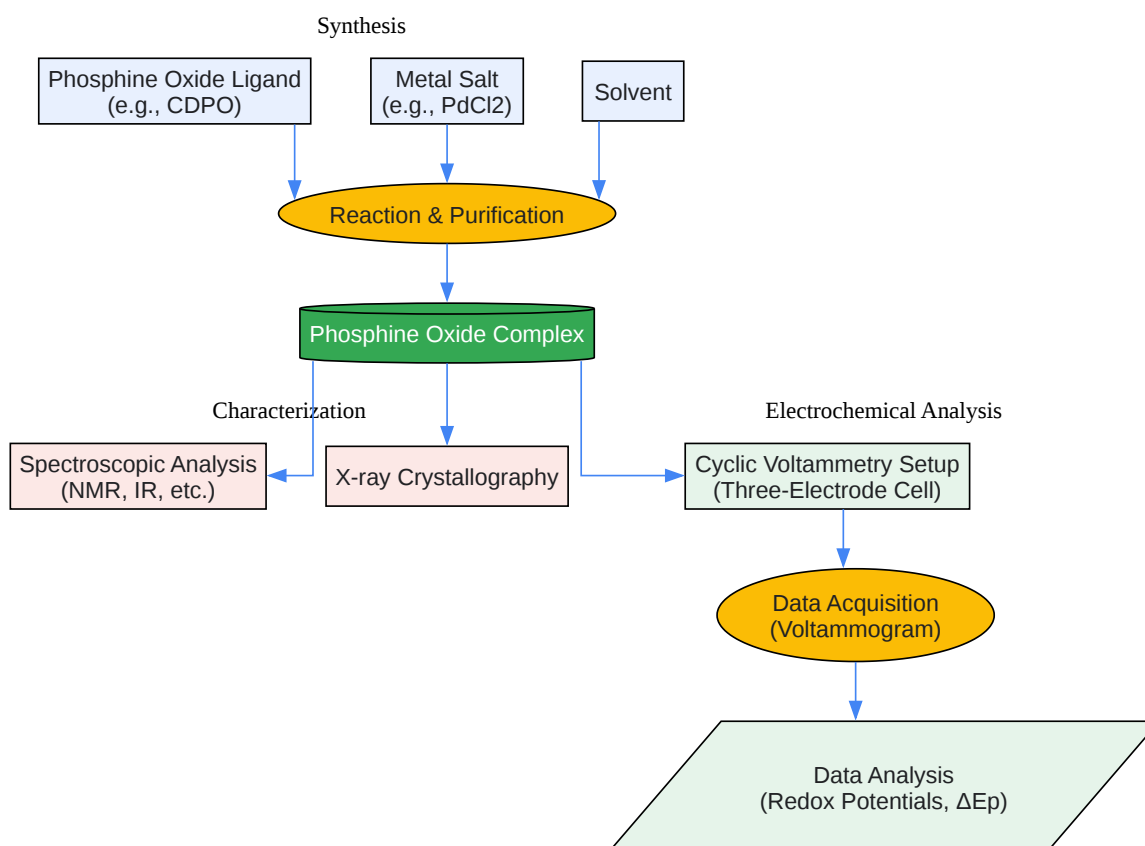 Synthesis
Phosphine Oxide Ligand
(e.g., CDPO)
Metal Salt
(e.g., PdCl2)
Solvent
Reaction & Purification
Phosphine Oxide Complex
Characterization
Electrochemical Analysis
Spectroscopic Analysis
(NMR, IR, etc.)
X-ray Crystallography
Cyclic Voltammetry Setup
(Three-Electrode Cell)
Data Acquisition
(Voltammogram)
Data Analysis
(Redox Potentials, ΔEp)